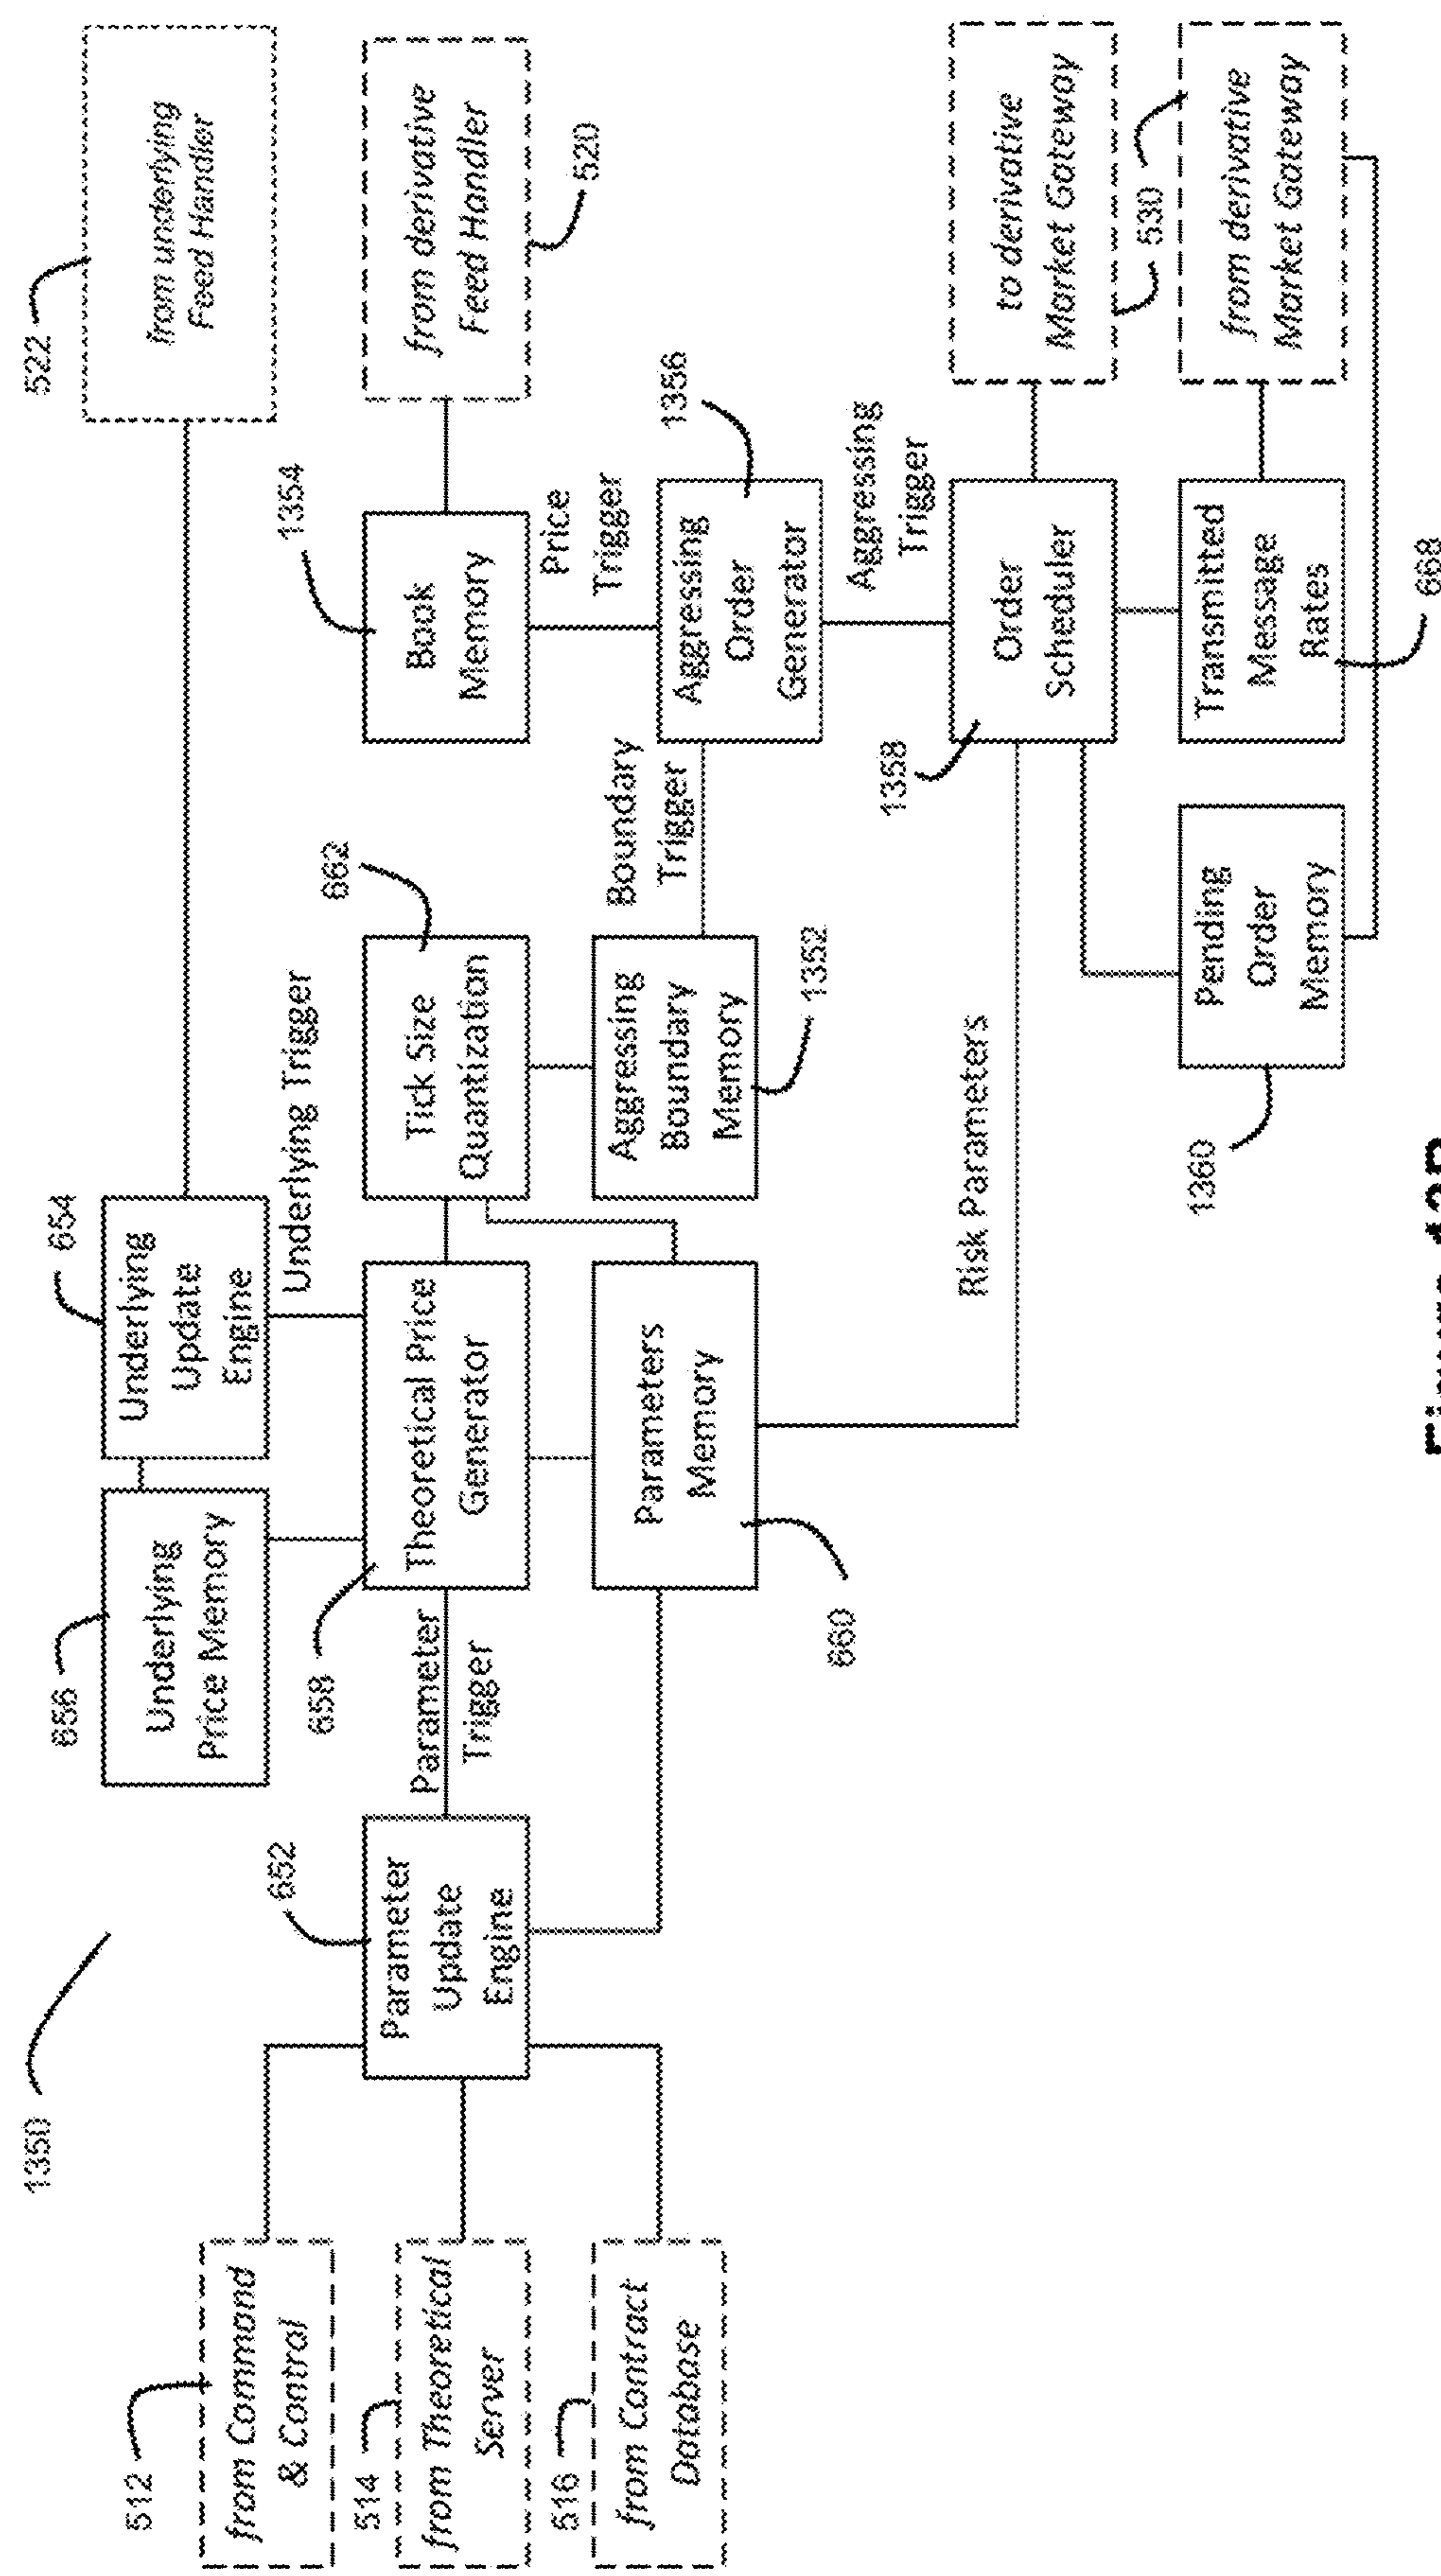 1350
522
from underlying
Feed Handler
654
Underlying
Update
Engine
656
Underlying
Price Memory
Underlying Trigger
512
from Command
& Control
514
from Theoretical
Server
516
from Contract
Database
652
Parameter
Update
Engine
Parameter
Trigger
658
Theoretical Price
Generator
662
Tick Size
Quantization
1354
Book
Memory
from derivative
Feed Handler
520
Price
Trigger
660
Parameters
Memory
Aggressing
Boundary
Memory
1352
Boundary
Trigger
1356
Aggressing
Order
Generator
Aggressing
Trigger
Risk Parameters
1358
Order
Scheduler
to derivative
Market Gateway
530
1360
Pending
Order
Memory
Transmitted
Message
Rates
668
from derivative
Market Gateway